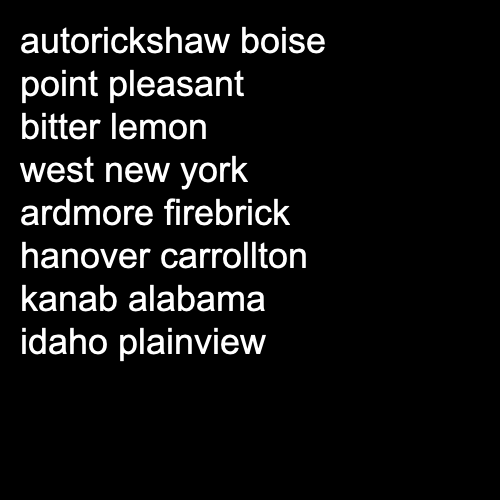 autorickshaw boise
point pleasant
bitter lemon
west new york
ardmore firebrick
hanover carrollton
kanab alabama
idaho plainview